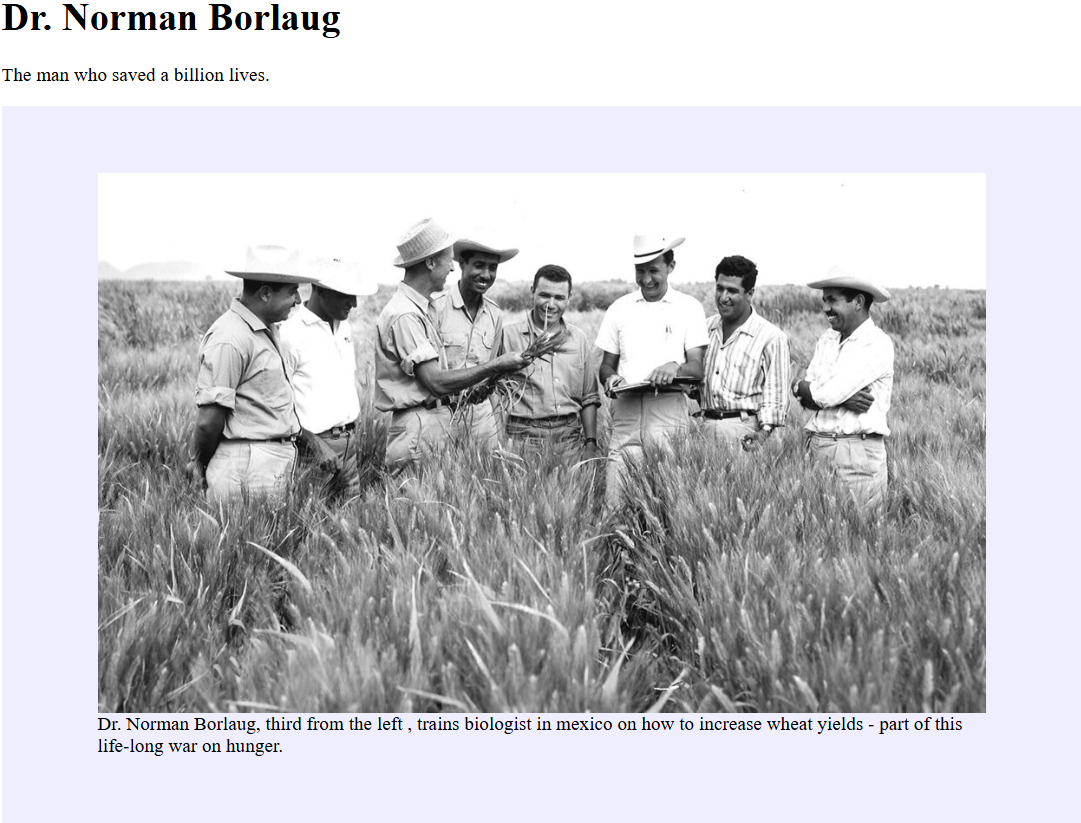 Dr. Norman Borlaug
The man who saved a billion lives.
Dr. Norman Borlaug, third from the left , trains biologist in mexico on how to increase wheat yields - part of this
life-long war on hunger.